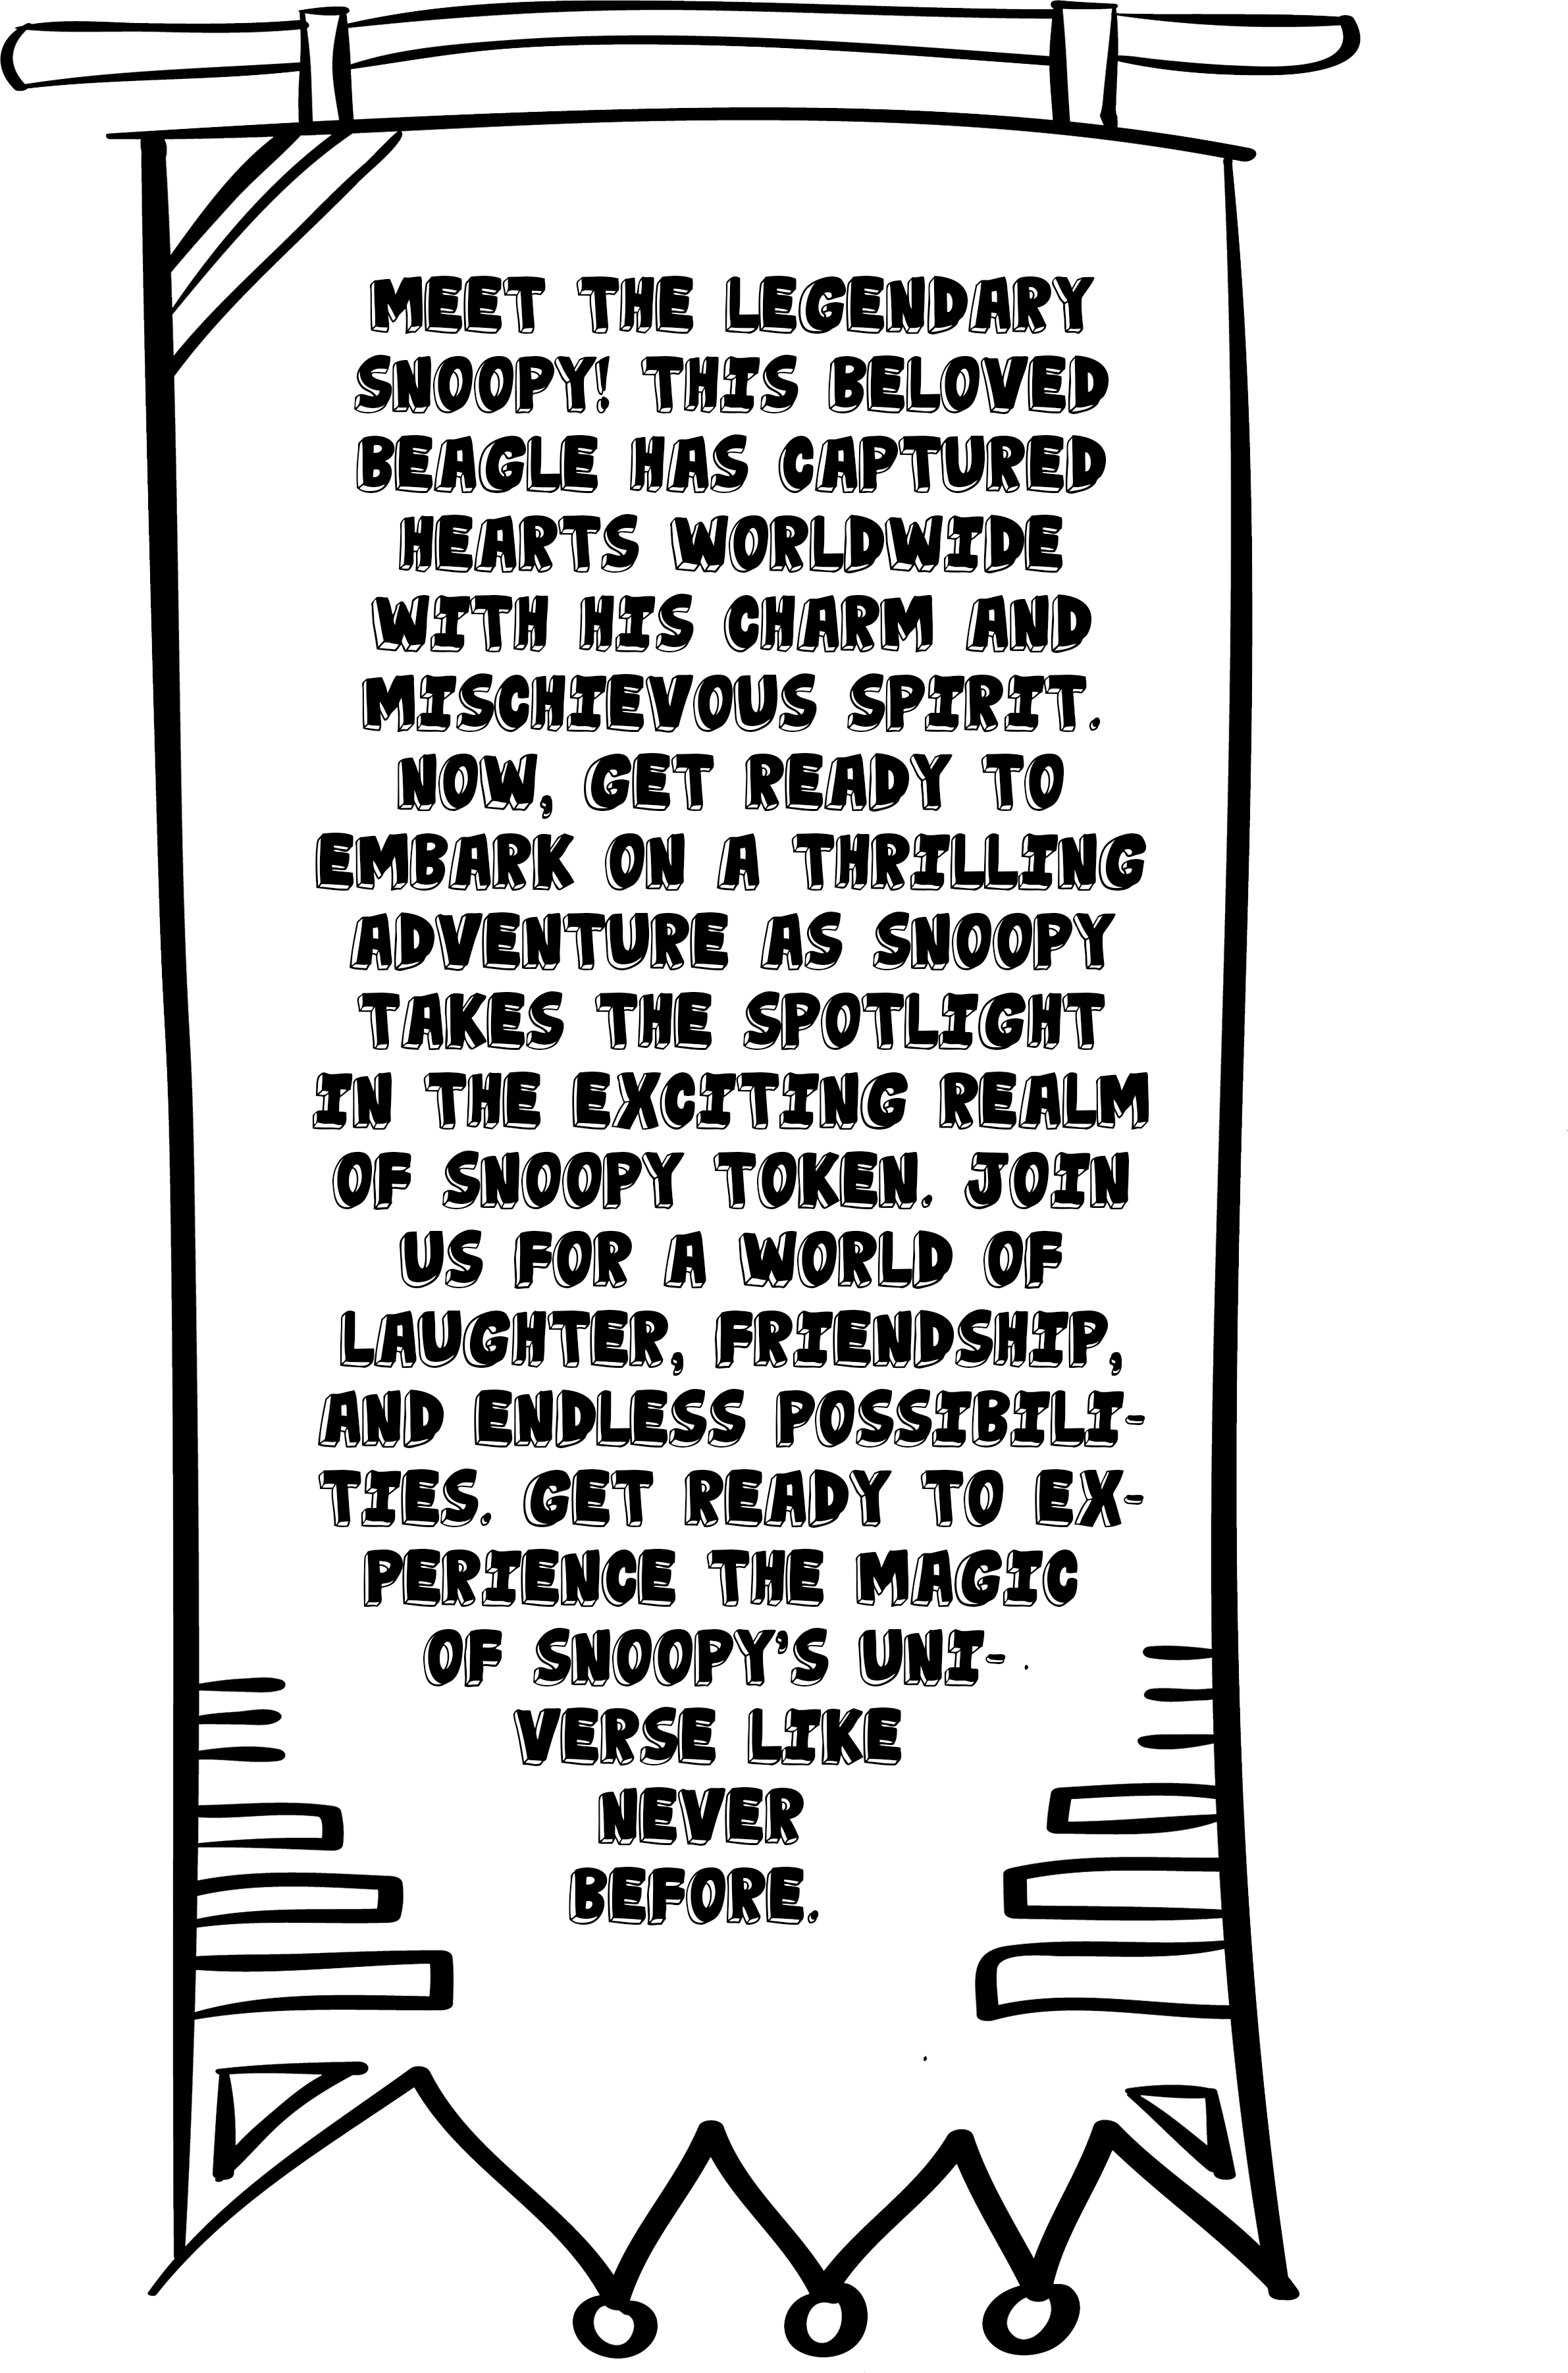 MEET THE LEGENDARY
SNOOPY! THIS BELOVED
BEAGLE HAS CAPTURED
HEARTS WORLDWIDE
WITH HIS CHARM AND
MISCHIEVOUS SPIRIT.
NOW, GET READY TO
EMBARK ON A THRILLING
ADVENTURE AS SNOOPY
TAKES THE SPOTLIGHT
IN THE EXCITING REALM
OF SNOOPY TOKEN. JOIN
US FOR A WORLD OF
LAUGHTER, FRIENDSHIP,
AND ENDLESS POSSIBILI-
TIES. GET READY TO EX-
PERIENCE THE MAGIC
OF SNOOPY'S UNI-
VERSE LIKE
NEVER
BEFORE.